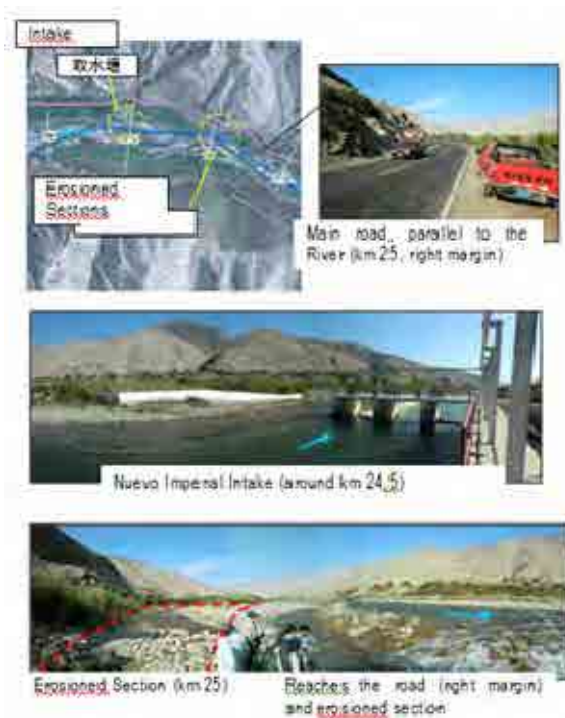 Intake
取水堰
Erosioned
Sections
Main road, parallel to the
River (km 25, right margin)
Nuevo Imperial Intake (around km 24,5)
Erosioned Section (km 25)
Reaches the road (right margin)
and erosioned section